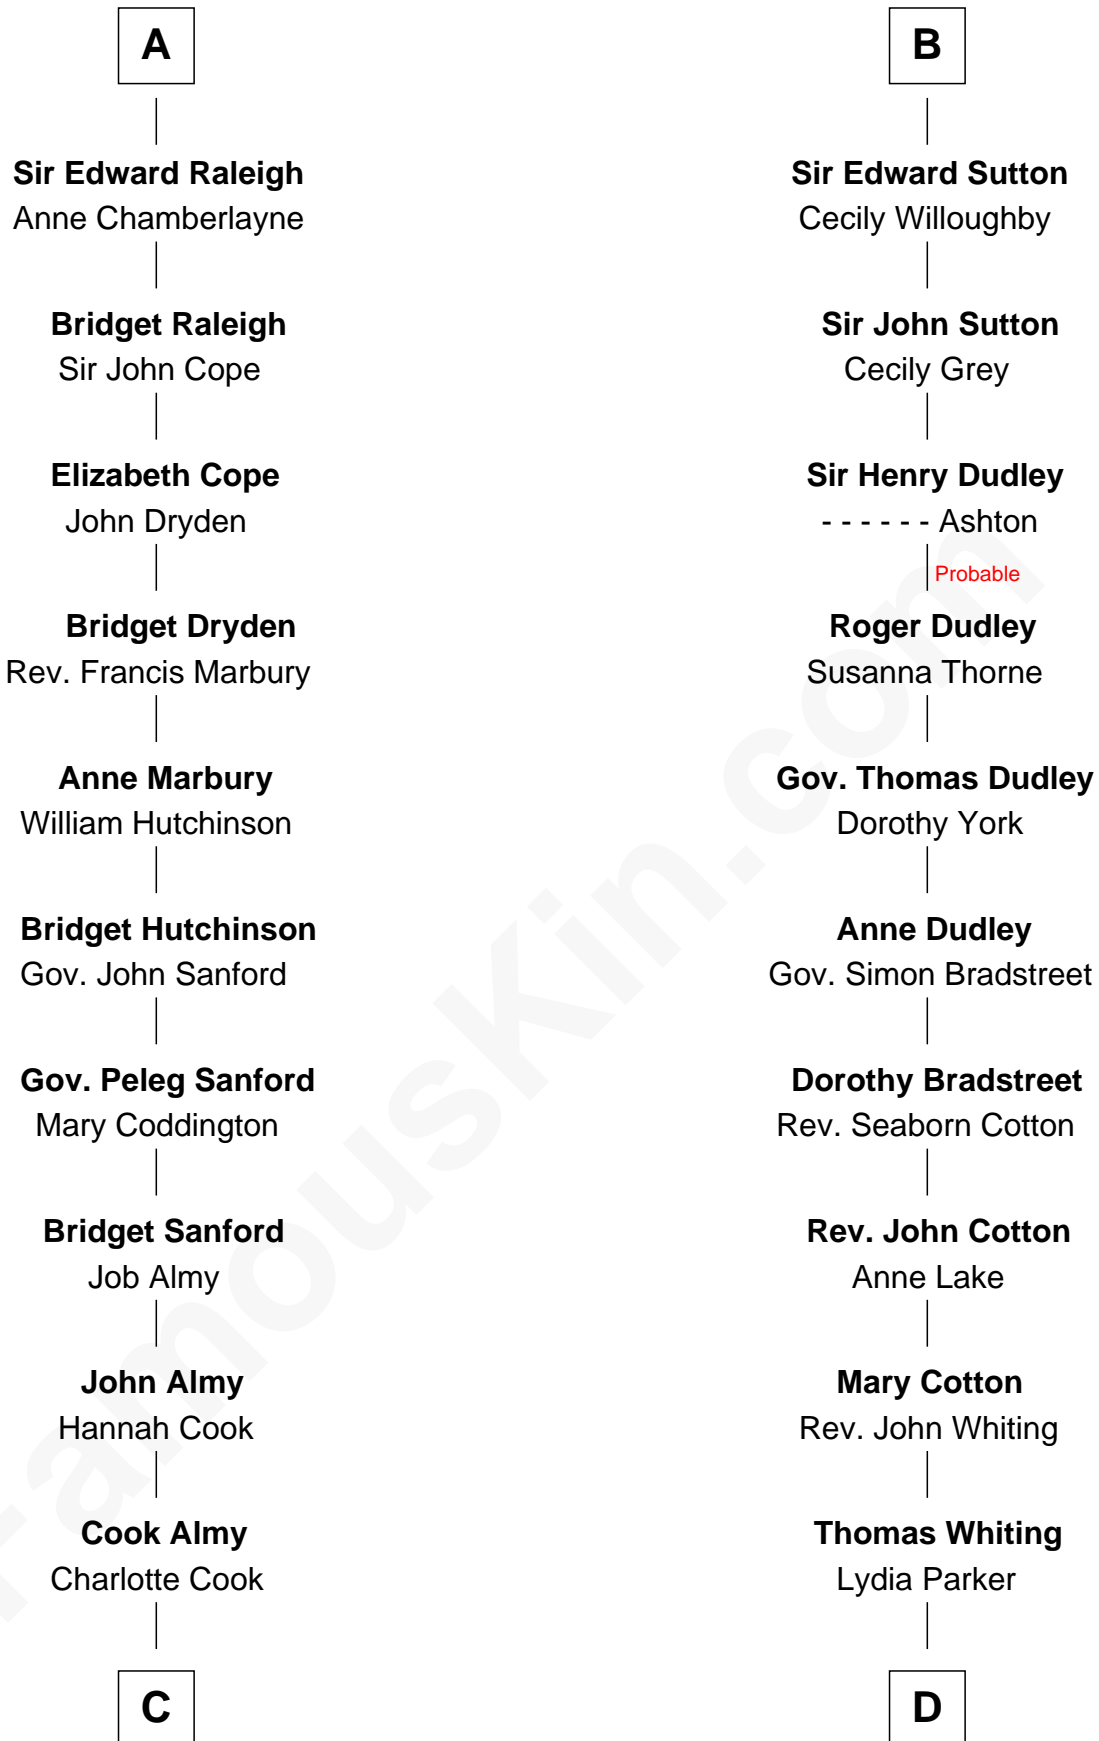 A
Sir Edward Raleigh
Anne Chamberlayne
Bridget Raleigh
Sir John Cope
Elizabeth Cope
John Dryden
Bridget Dryden
Rev. Francis Marbury
Anne Marbury
William Hutchinson
Bridget Hutchinson
Gov. John Sanford
Gov. Peleg Sanford
Mary Coddington
Bridget Sanford
Job Almy
John Almy
Hannah Cook
Cook Almy
Charlotte Cook
C
B
Sir Edward Sutton
Cecily Willoughby
Sir John Sutton
Cecily Grey
Sir Henry Dudley
- - - - - - Ashton
Probable
Roger Dudley
Susanna Thorne
Gov. Thomas Dudley
Dorothy York
Anne Dudley
Gov. Simon Bradstreet
Dorothy Bradstreet
Rev. Seaborn Cotton
Rev. John Cotton
Anne Lake
Mary Cotton
Rev. John Whiting
Thomas Whiting
Lydia Parker
D
FamousKin.com